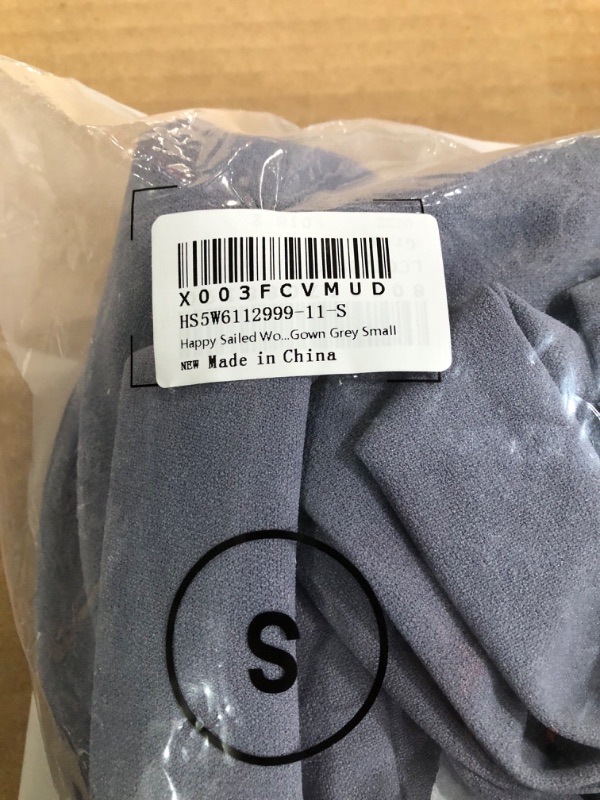 X003FCVMUD
HS5W6112999-11-S
Happy Sailed Wo...Gown Grey Small
NEW Made in China
S